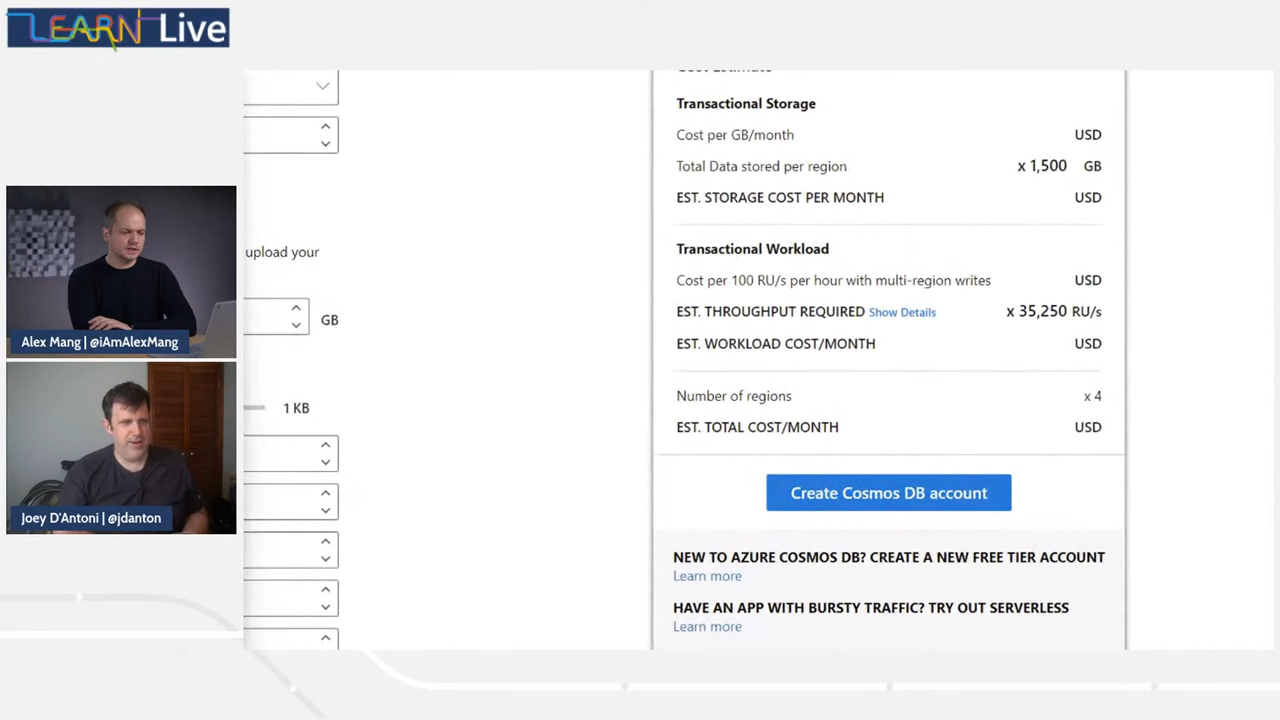 LEARN Live
Cost Estimate
Transactional Storage
Cost per GB/month USD
Total Data stored per region x 1,500 GB
EST. STORAGE COST PER MONTH USD
upload your
Transactional Workload
Cost per 100 RU/s per hour with multi-region writes USD
GB
EST. THROUGHPUT REQUIRED Show Details x 35,250 RU/s
EST. WORKLOAD COST/MONTH USD
Alex Mang | @iAmAlexMang
Number of regions x 4
1 KB
EST. TOTAL COST/MONTH USD
Create Cosmos DB account
Joey D'Antoni | @jdanton
NEW TO AZURE COSMOS DB? CREATE A NEW FREE TIER ACCOUNT
Learn more
HAVE AN APP WITH BURSTY TRAFFIC? TRY OUT SERVERLESS
Learn more